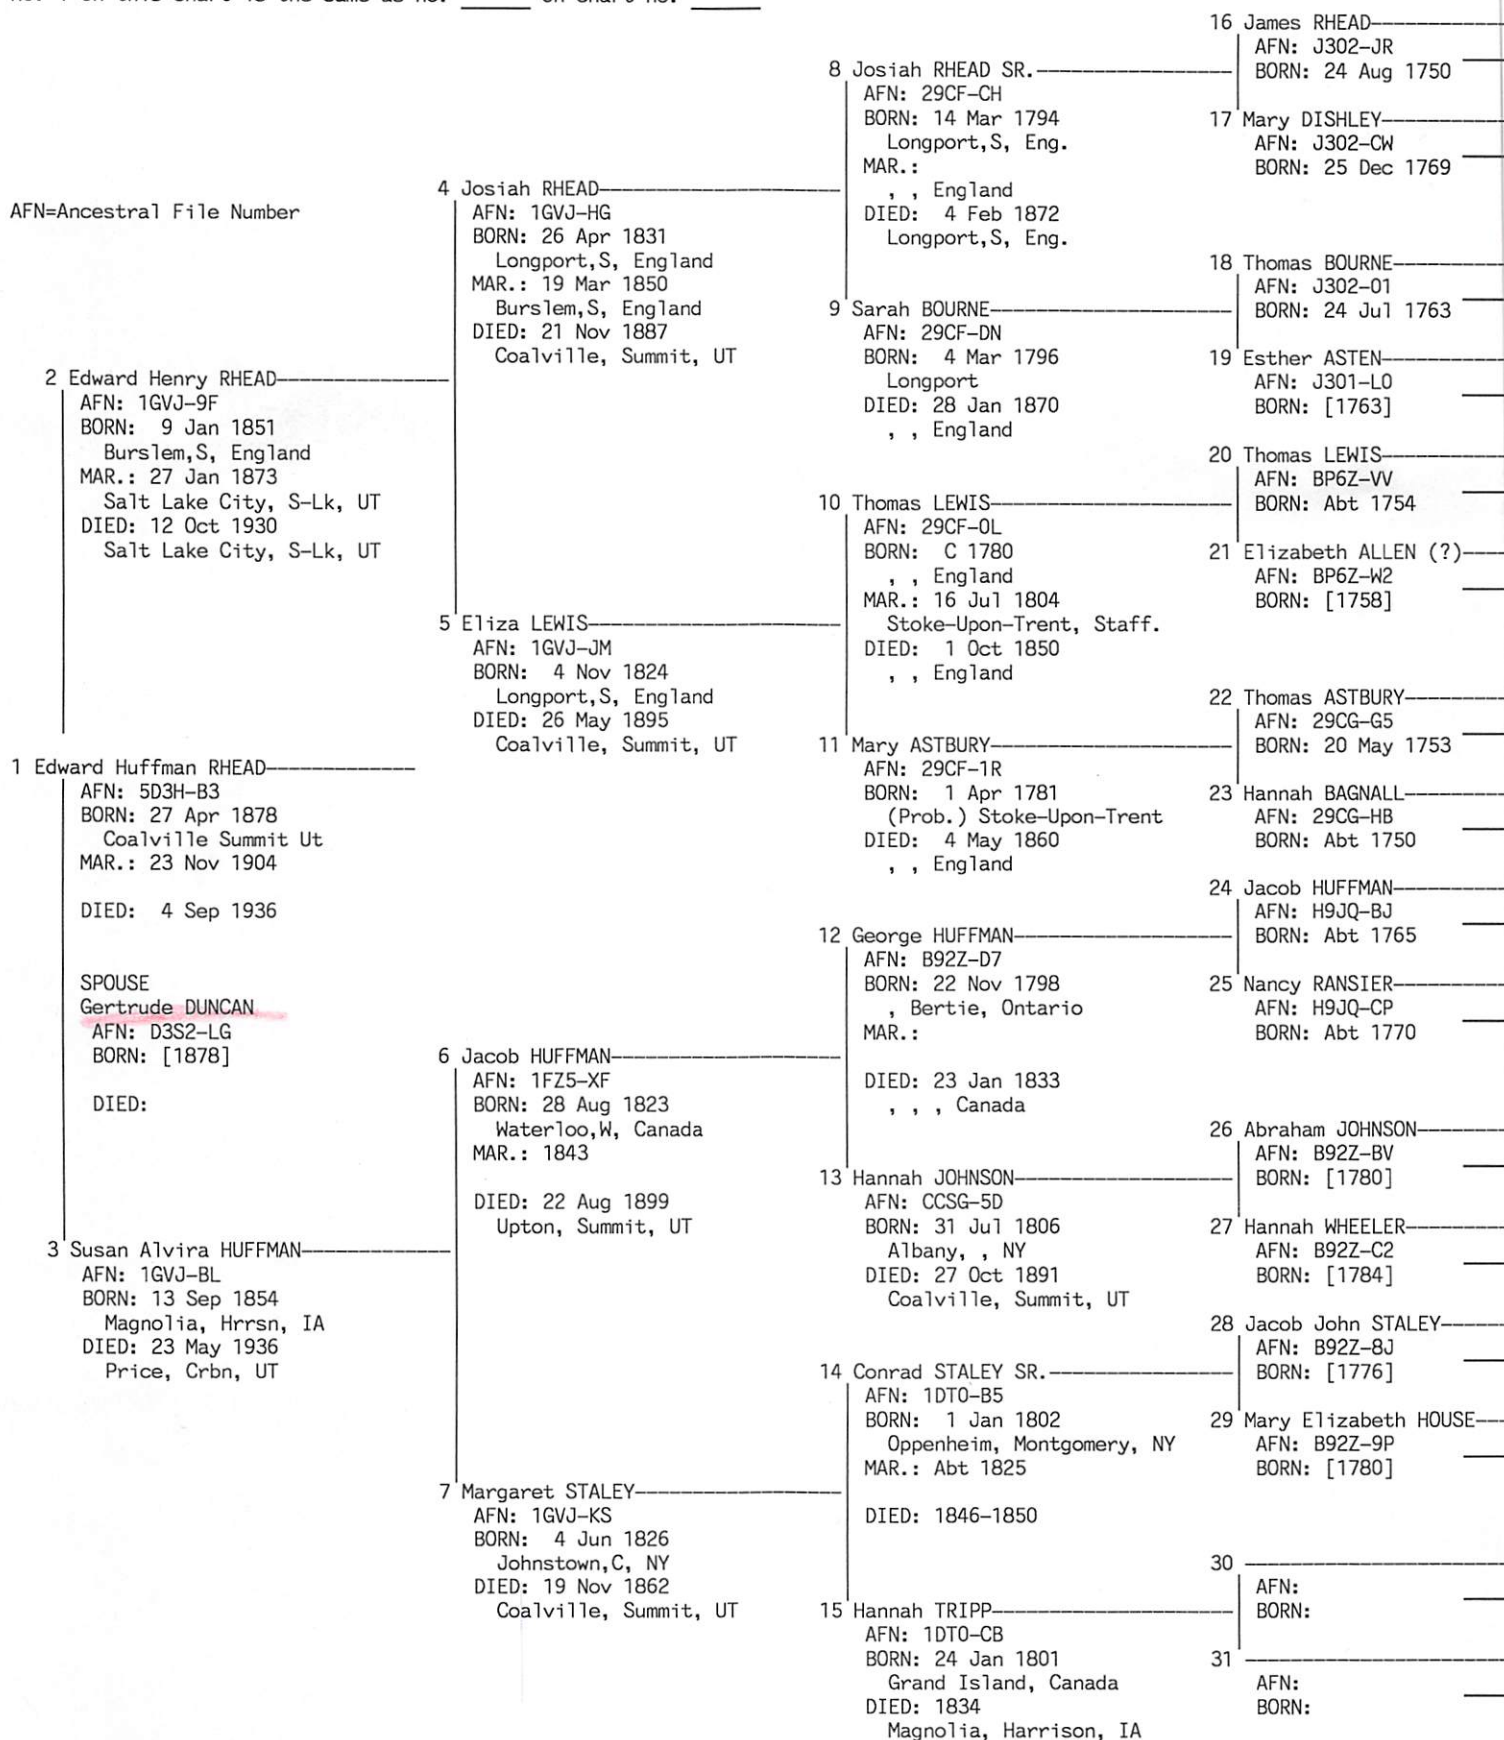 AFN=Ancestral File Number
1 Edward Huffman RHEAD
AFN: 5D3H-B3
BORN: 27 Apr 1878
Coalville Summit Ut
MAR.: 23 Nov 1904
DIED: 4 Sep 1936
SPOUSE
Gertrude DUNCAN
AFN: D3S2-LG
BORN: [1878]
DIED:
2 Edward Henry RHEAD
AFN: 1GVJ-9F
BORN: 9 Jan 1851
Burslem,S, England
MAR.: 27 Jan 1873
Salt Lake City, S-Lk, UT
DIED: 12 Oct 1930
Salt Lake City, S-Lk, UT
3 Susan Alvira HUFFMAN
AFN: 1GVJ-BL
BORN: 13 Sep 1854
Magnolia, Hrrsn, IA
DIED: 23 May 1936
Price, Crbn, UT
4 Josiah RHEAD
AFN: 1GVJ-HG
BORN: 26 Apr 1831
Longport,S, England
MAR.: 19 Mar 1850
Burslem,S, England
DIED: 21 Nov 1887
Coalville, Summit, UT
5 Eliza LEWIS
AFN: 1GVJ-JM
BORN: 4 Nov 1824
Longport,S, England
DIED: 26 May 1895
Coalville, Summit, UT
6 Jacob HUFFMAN
AFN: 1FZ5-XF
BORN: 28 Aug 1823
Waterloo,W, Canada
MAR.: 1843
DIED: 22 Aug 1899
Upton, Summit, UT
7 Margaret STALEY
AFN: 1GVJ-KS
BORN: 4 Jun 1826
Johnstown,C, NY
DIED: 19 Nov 1862
Coalville, Summit, UT
8 Josiah RHEAD SR.
AFN: 29CF-CH
BORN: 14 Mar 1794
Longport,S, Eng.
MAR.:
, , England
DIED: 4 Feb 1872
Longport,S, Eng.
9 Sarah BOURNE
AFN: 29CF-DN
BORN: 4 Mar 1796
Longport
DIED: 28 Jan 1870
, , England
10 Thomas LEWIS
AFN: 29CF-0L
BORN: C 1780
, , England
MAR.: 16 Jul 1804
Stoke-Upon-Trent, Staff.
DIED: 1 Oct 1850
, , England
11 Mary ASTBURY
AFN: 29CF-1R
BORN: 1 Apr 1781
(Prob.) Stoke-Upon-Trent
DIED: 4 May 1860
, , England
12 George HUFFMAN
AFN: B92Z-D7
BORN: 22 Nov 1798
, Bertie, Ontario
MAR.:
DIED: 23 Jan 1833
, , , Canada
13 Hannah JOHNSON
AFN: CCSG-5D
BORN: 31 Jul 1806
Albany, , NY
DIED: 27 Oct 1891
Coalville, Summit, UT
14 Conrad STALEY SR.
AFN: 1DT0-B5
BORN: 1 Jan 1802
Oppenheim, Montgomery, NY
MAR.: Abt 1825
DIED: 1846-1850
15 Hannah TRIPP
AFN: 1DT0-CB
BORN: 24 Jan 1801
Grand Island, Canada
DIED: 1834
Magnolia, Harrison, IA
16 James RHEAD
AFN: J302-JR
BORN: 24 Aug 1750
17 Mary DISHLEY
AFN: J302-CW
BORN: 25 Dec 1769
18 Thomas BOURNE
AFN: J302-01
BORN: 24 Jul 1763
19 Esther ASTEN
AFN: J301-L0
BORN: [1763]
20 Thomas LEWIS
AFN: BP6Z-VV
BORN: Abt 1754
21 Elizabeth ALLEN (?)
AFN: BP6Z-W2
BORN: [1758]
22 Thomas ASTBURY
AFN: 29CG-G5
BORN: 20 May 1753
23 Hannah BAGNALL
AFN: 29CG-HB
BORN: Abt 1750
24 Jacob HUFFMAN
AFN: H9JQ-BJ
BORN: Abt 1765
25 Nancy RANSIER
AFN: H9JQ-CP
BORN: Abt 1770
26 Abraham JOHNSON
AFN: B92Z-BV
BORN: [1780]
27 Hannah WHEELER
AFN: B92Z-C2
BORN: [1784]
28 Jacob John STALEY
AFN: B92Z-8J
BORN: [1776]
29 Mary Elizabeth HOUSE
AFN: B92Z-9P
BORN: [1780]
30
AFN:
BORN:
31
AFN:
BORN: